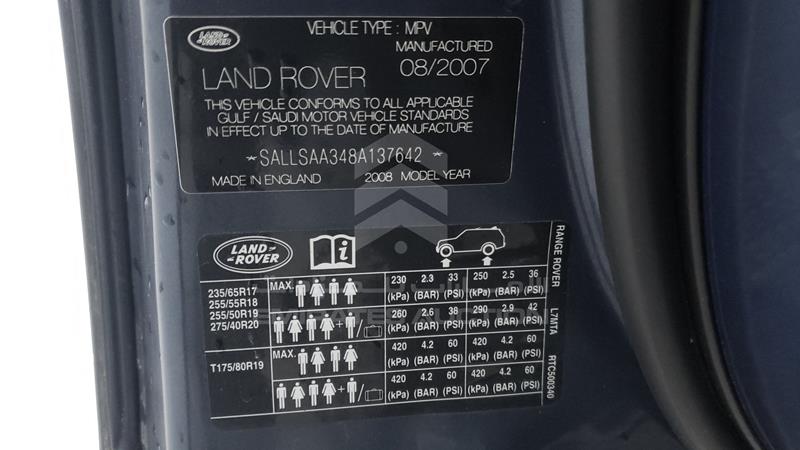 LAND ROVER
VEHICLE TYPE : MPV
MANUFACTURED
LAND ROVER 08/2007
THIS VEHICLE CONFORMS TO ALL APPLICABLE
GULF / SAUDI MOTOR VEHICLE STANDARDS
IN EFFECT UP TO THE DATE OF MANUFACTURE
*SALLSAA348A137642 *
MADE IN ENGLAND 2008 MODEL YEAR
LAND ROVER
235/65R17
255/55R18
255/50R19
275/40R20
MAX. 230 2.3 33 250 2.5 36
(kPa) (BAR) (PSI) (kPa) (BAR) (PSI)
+ / 260 2.6 38 290 2.9 42
(kPa) (BAR) (PSI) (kPa) (BAR) (PSI)
T175/80R19
MAX. 420 4.2 60 420 4.2 60
(kPa) (BAR) (PSI) (kPa) (BAR) (PSI)
+ / 420 4.2 60 420 4.2 60
(kPa) (BAR) (PSI) (kPa) (BAR) (PSI)
RANGE ROVER
L7MTA
RTC500340
EMIRATES AUCTION